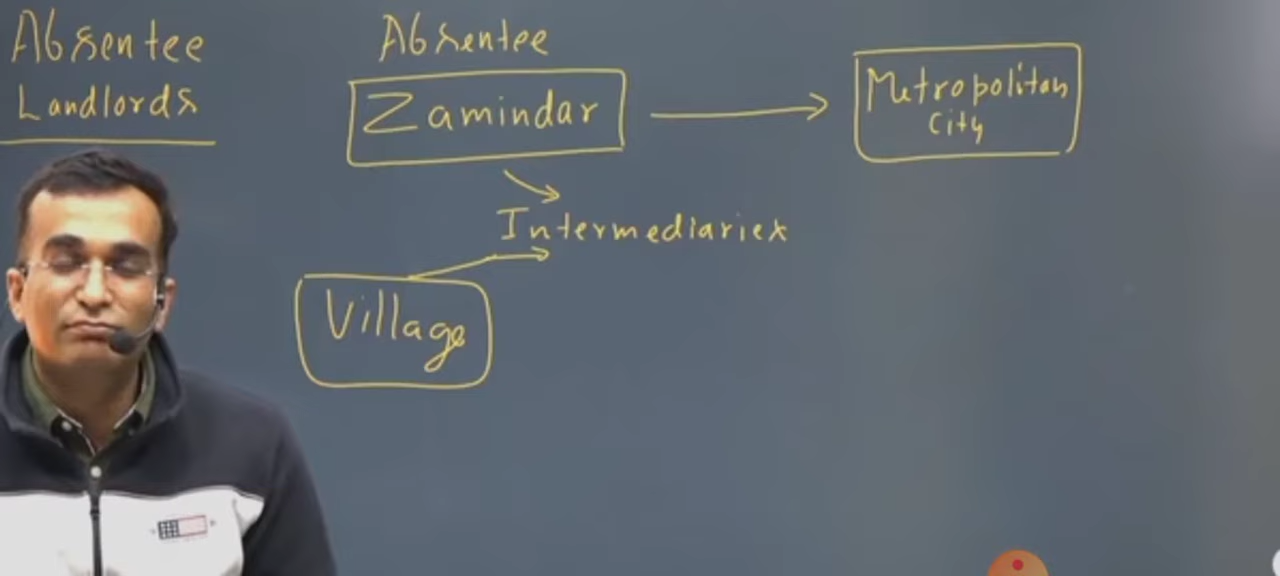 Absentee
Landlords
Absentee
Zamindar
Metropolitan
City
Intermediaries
Village